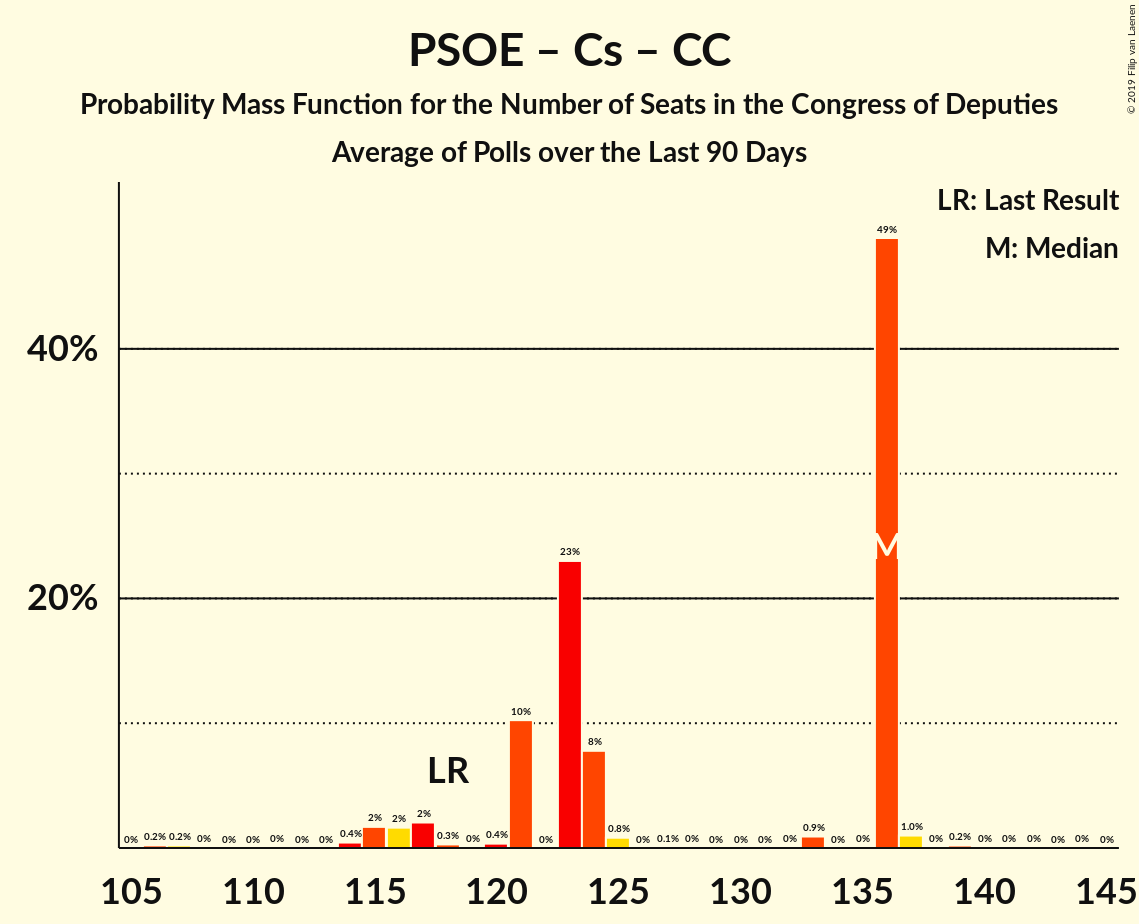 PSOE – Cs – CC
Probability Mass Function for the Number of Seats in the Congress of Deputies
Average of Polls over the Last 90 Days
© 2019 Filip van Laenen
LR: Last Result
M: Median
40%
20%
LR
M
0% 0.2% 0.2% 0% 0% 0% 0% 0% 0% 0.4% 2% 2% 2% 0.3% 0% 0.4% 10% 0% 23% 8% 0.8% 0% 0.1% 0% 0% 0% 0% 0% 0.9% 0% 0% 49% 1.0% 0% 0.2% 0% 0% 0% 0% 0% 0%
105 110 115 120 125 130 135 140 145